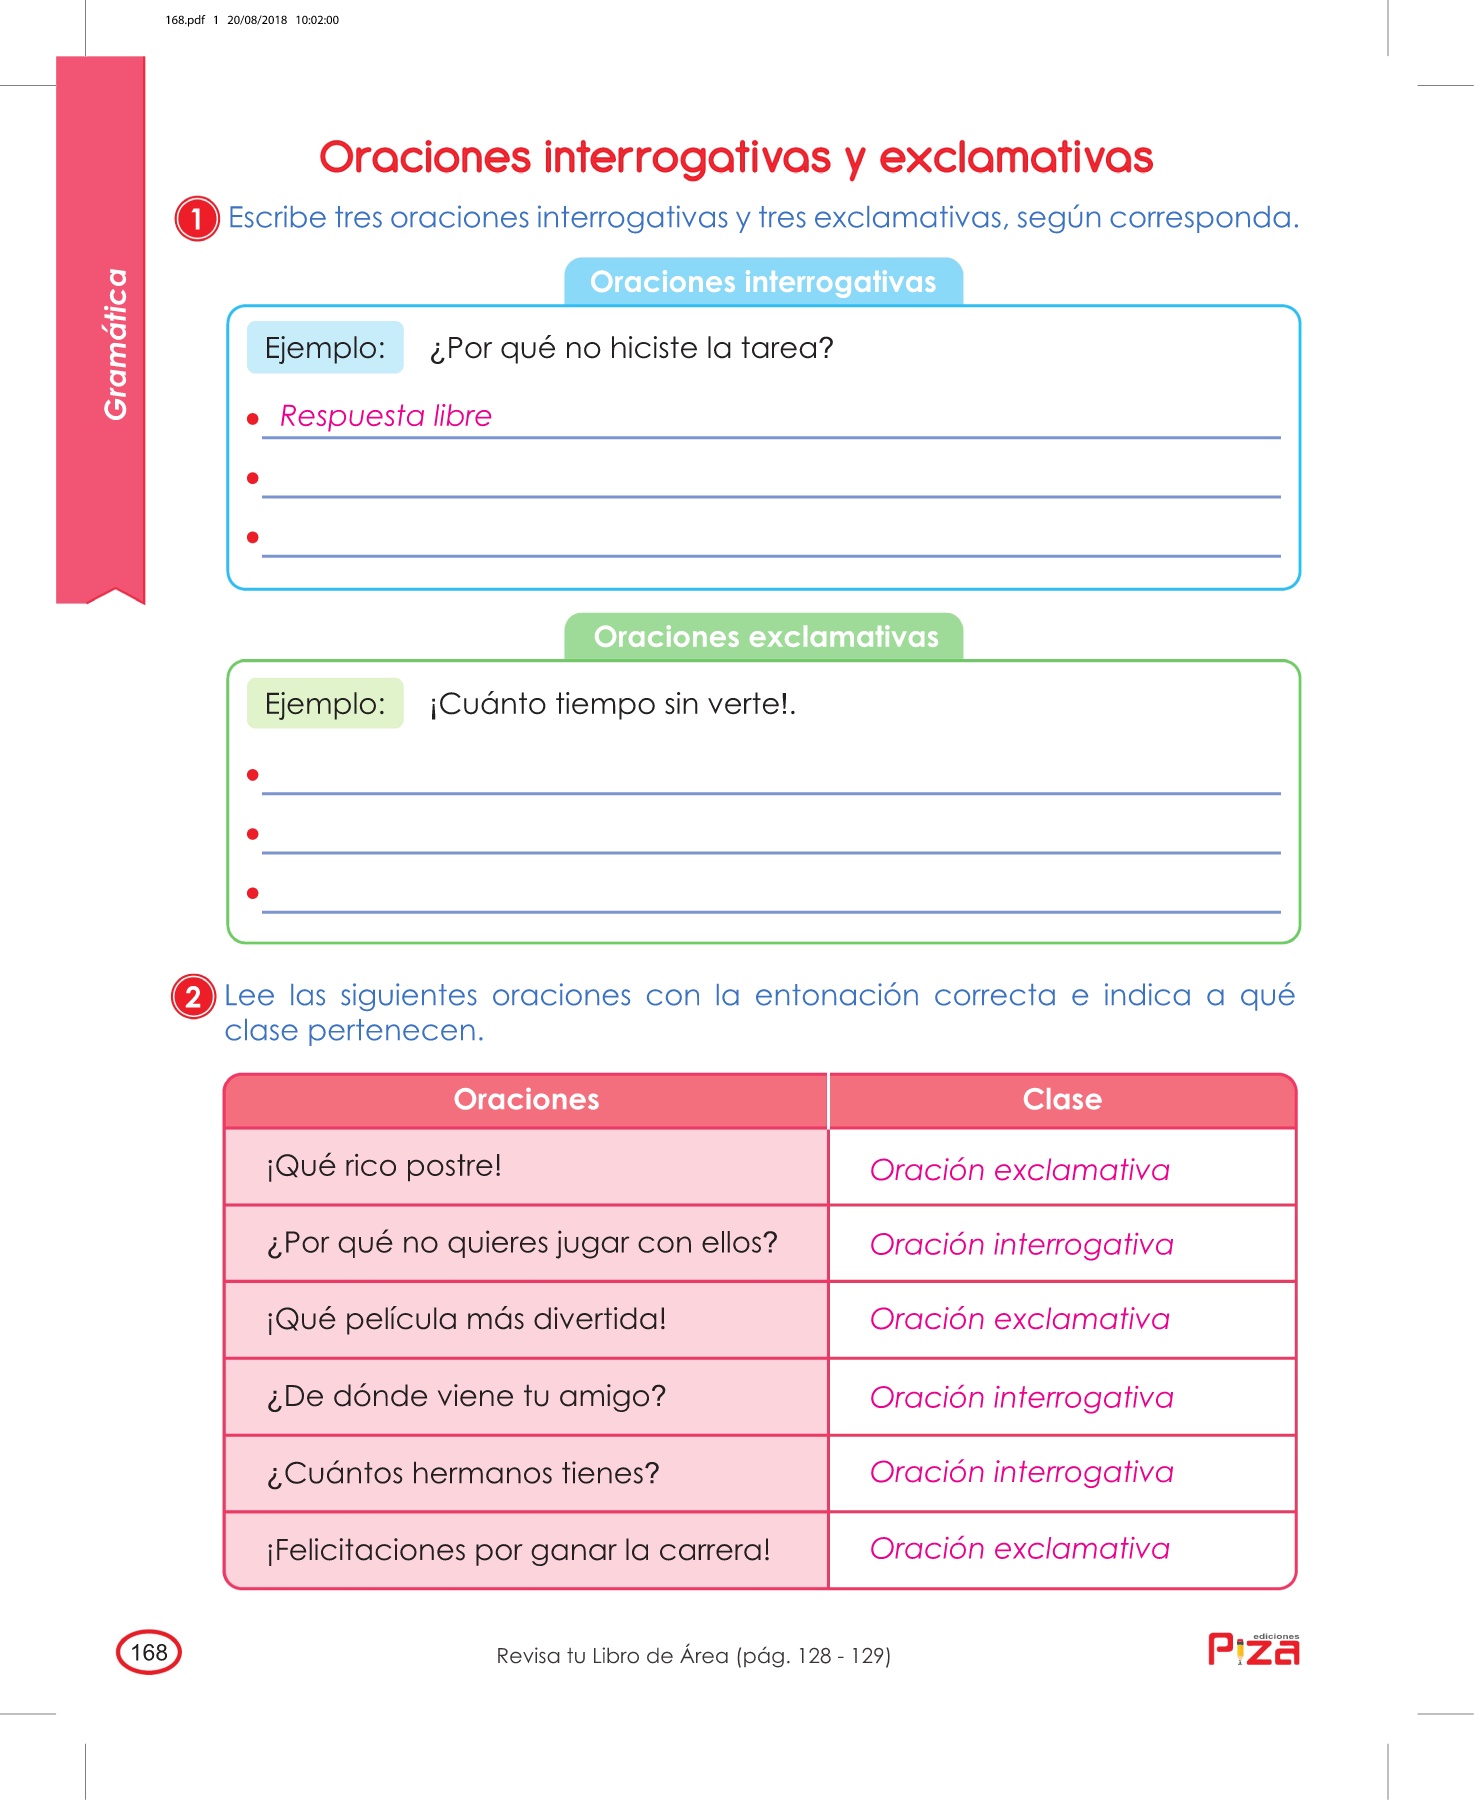 168.pdf 1 20/08/2018 10:02:00
Gramática
Oraciones interrogativas y exclamativas
1 Escribe tres oraciones interrogativas y tres exclamativas, según corresponda.
Oraciones interrogativas
Ejemplo: ¿Por qué no hiciste la tarea?
• Respuesta libre
•
•
Oraciones exclamativas
Ejemplo: ¡Cuánto tiempo sin verte!.
•
•
•
2 Lee las siguientes oraciones con la entonación correcta e indica a qué
clase pertenecen.
Oraciones Clase
¡Qué rico postre! Oración exclamativa
¿Por qué no quieres jugar con ellos? Oración interrogativa
¡Qué película más divertida! Oración exclamativa
¿De dónde viene tu amigo? Oración interrogativa
¿Cuántos hermanos tienes? Oración interrogativa
¡Felicitaciones por ganar la carrera! Oración exclamativa
168
Revisa tu Libro de Área (pág. 128 - 129)
ediciones
Piza